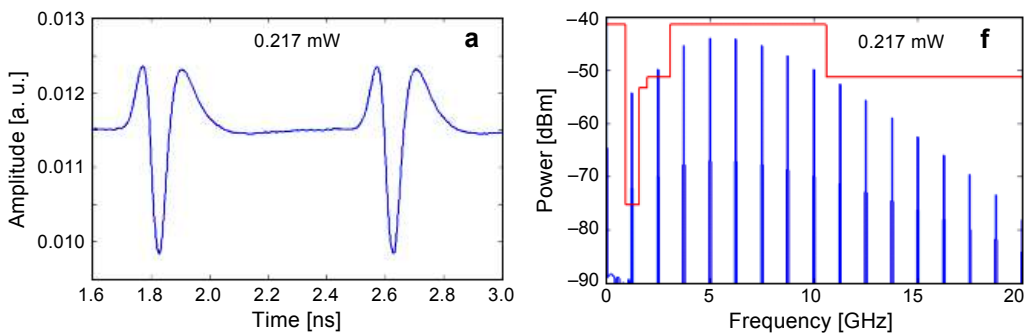 0.217 mW
a
0.013
0.012
0.011
0.010
Amplitude [a. u.]
1.6 1.8 2.0 2.2 2.4 2.6 2.8 3.0
Time [ns]
0.217 mW
f
–40
–50
–60
–70
–80
–90
Power [dBm]
0 5 10 15 20
Frequency [GHz]